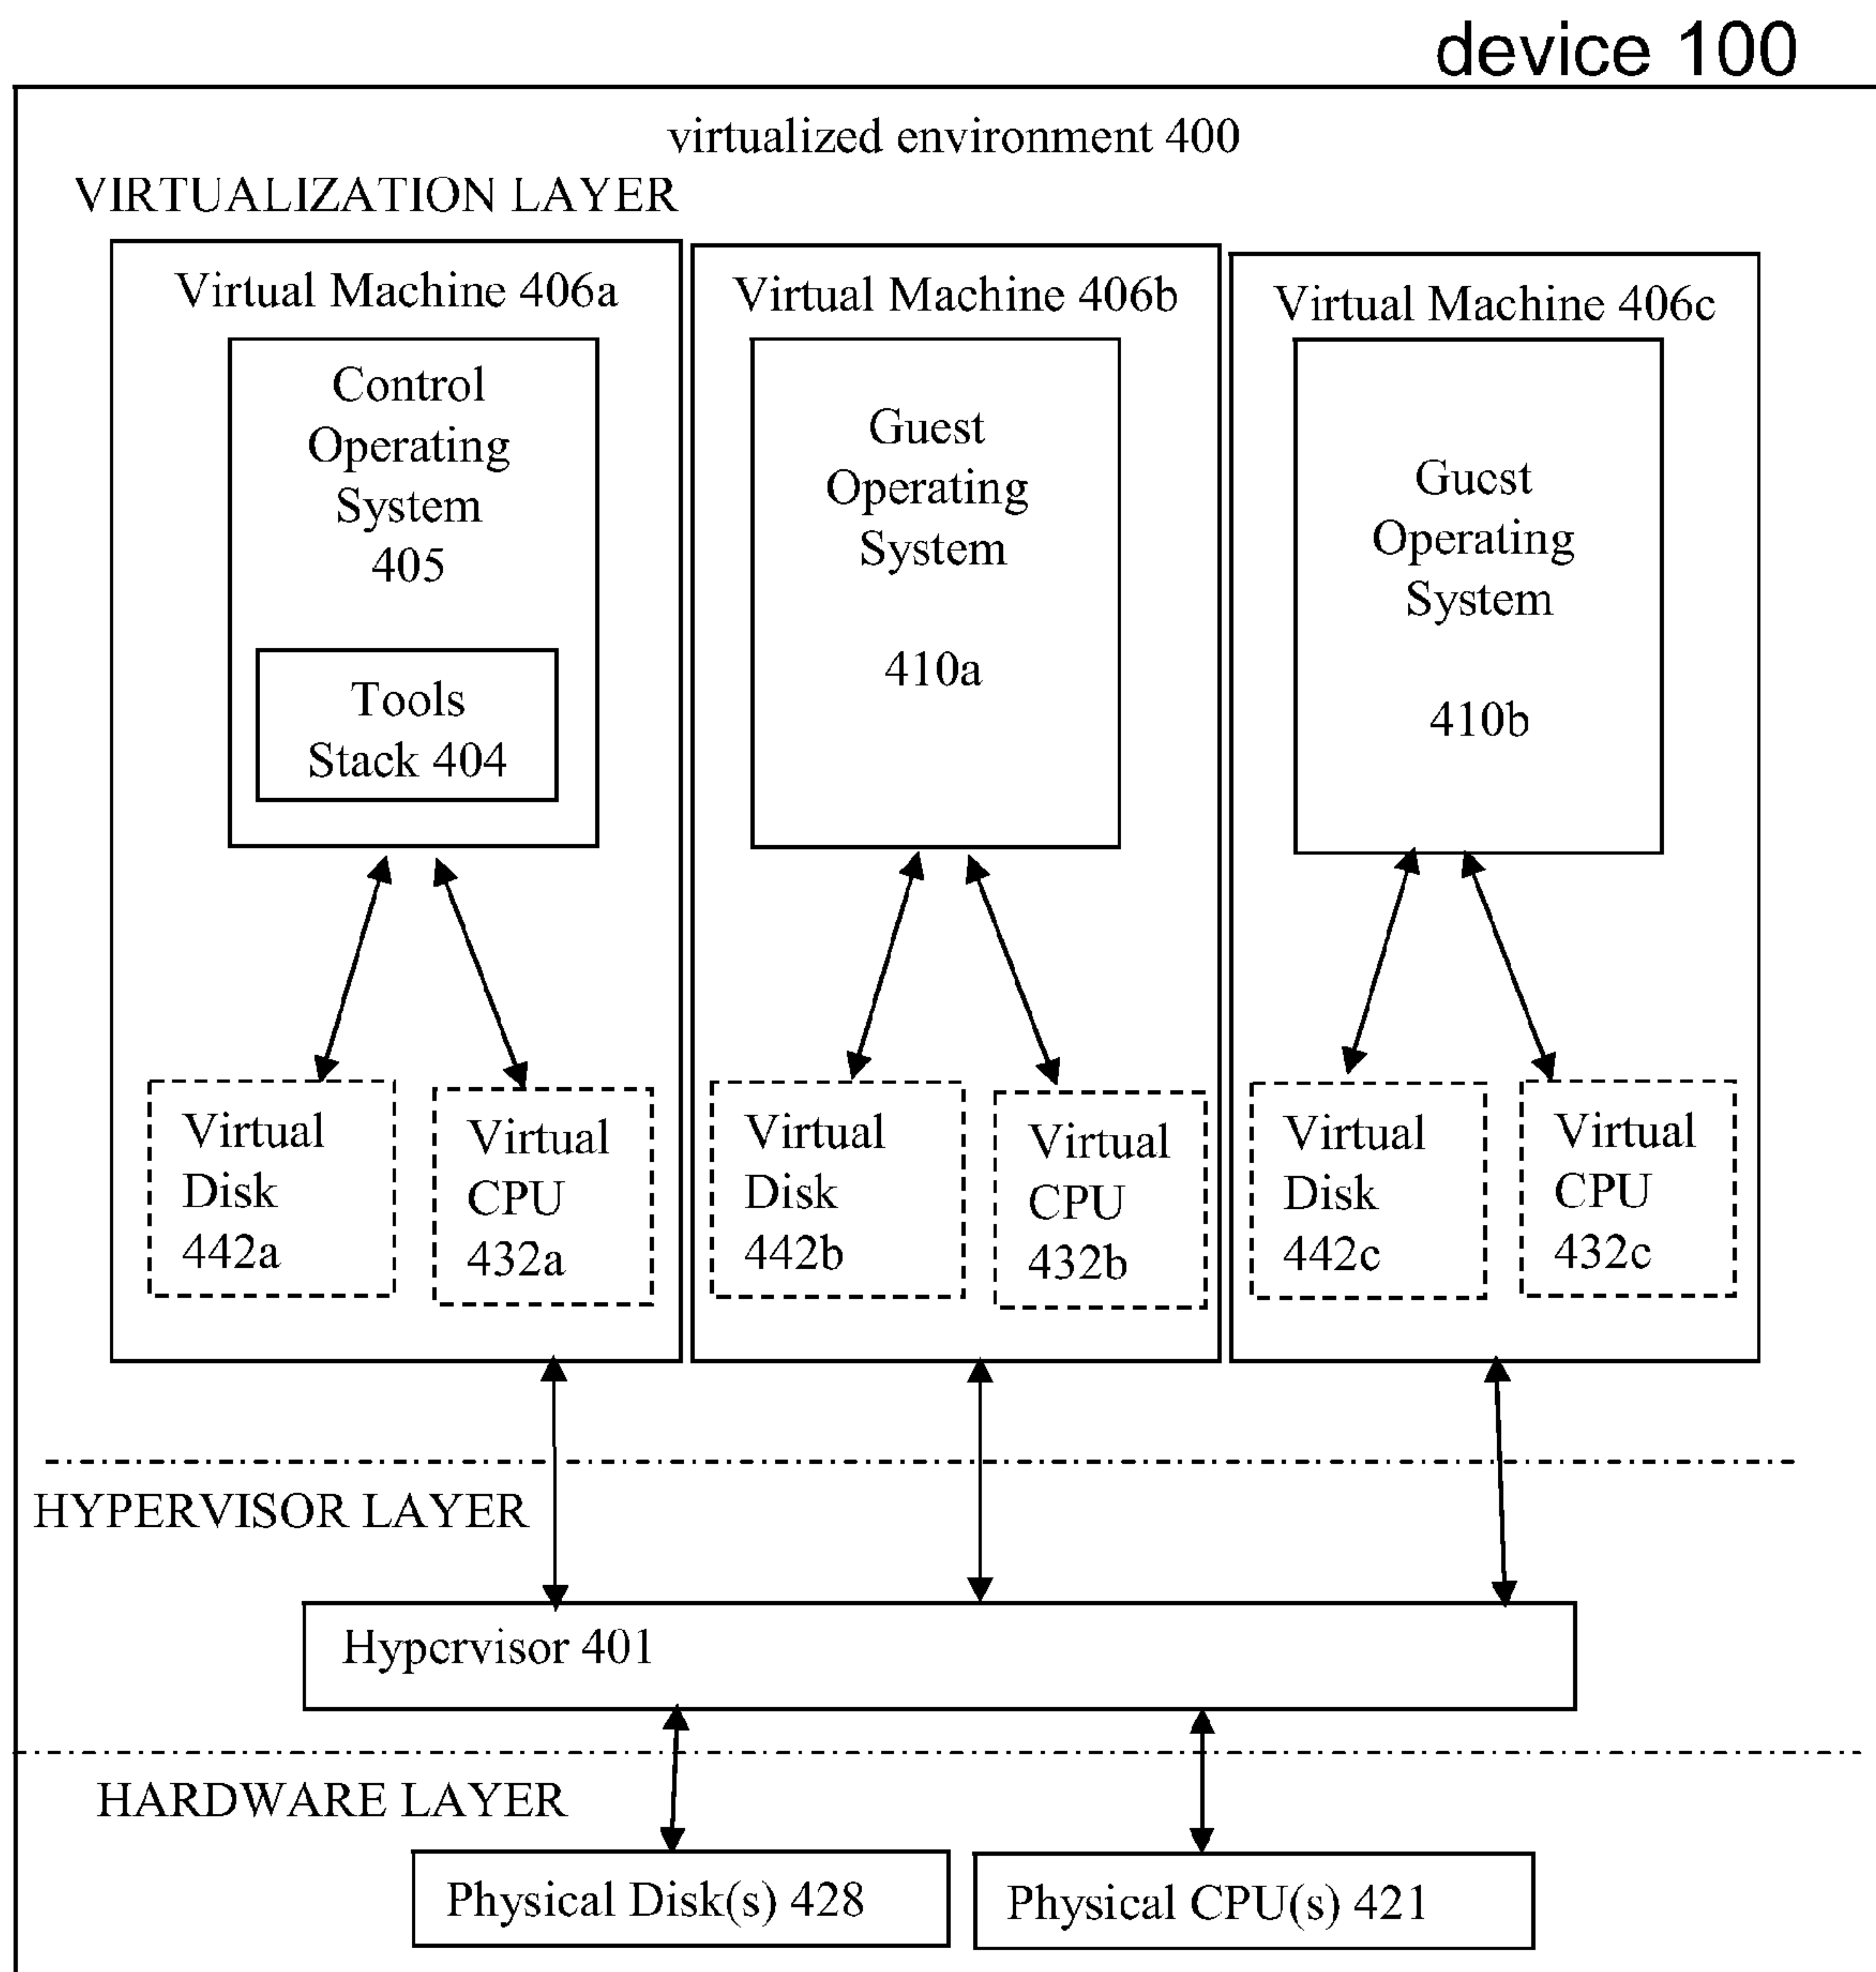 device 100
virtualized environment 400
VIRTUALIZATION LAYER
Virtual Machine 406a
Control
Operating
System
405
Tools
Stack 404
Virtual
Disk
442a
Virtual
CPU
432a
Virtual Machine 406b
Guest
Operating
System
410a
Virtual
Disk
442b
Virtual
CPU
432b
Virtual Machine 406c
Guest
Operating
System
410b
Virtual
Disk
442c
Virtual
CPU
432c
HYPERVISOR LAYER
Hypervisor 401
HARDWARE LAYER
Physical Disk(s) 428
Physical CPU(s) 421